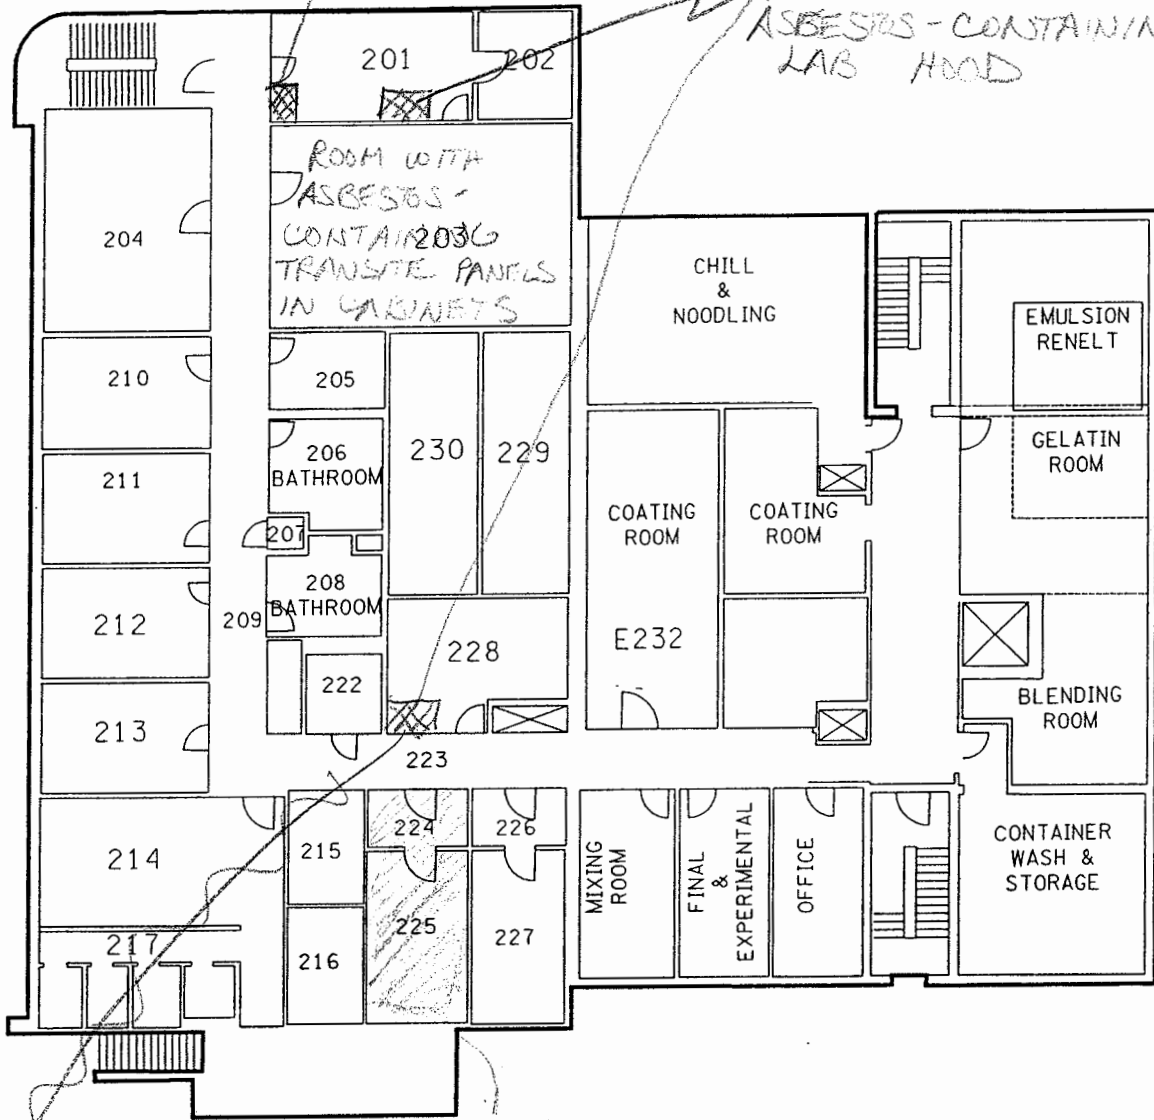 ASBESTOS-CONTAININ
LAB HOOD
201
202
ROOM WITH
ASBESTOS-
CONTAINING
203
TRANSITE PANELS
IN CABINETS
204
CHILL
&
NOODLING
EMULSION
RENELT
210
205
206
BATHROOM
230
229
GELATIN
ROOM
211
207
COATING
ROOM
COATING
ROOM
208
BATHROOM
212
209
228
E232
222
213
BLENDING
ROOM
223
214
215
224
226
MIXING
ROOM
FINAL
&
EXPERIMENTAL
OFFICE
CONTAINER
WASH &
STORAGE
217
216
225
227